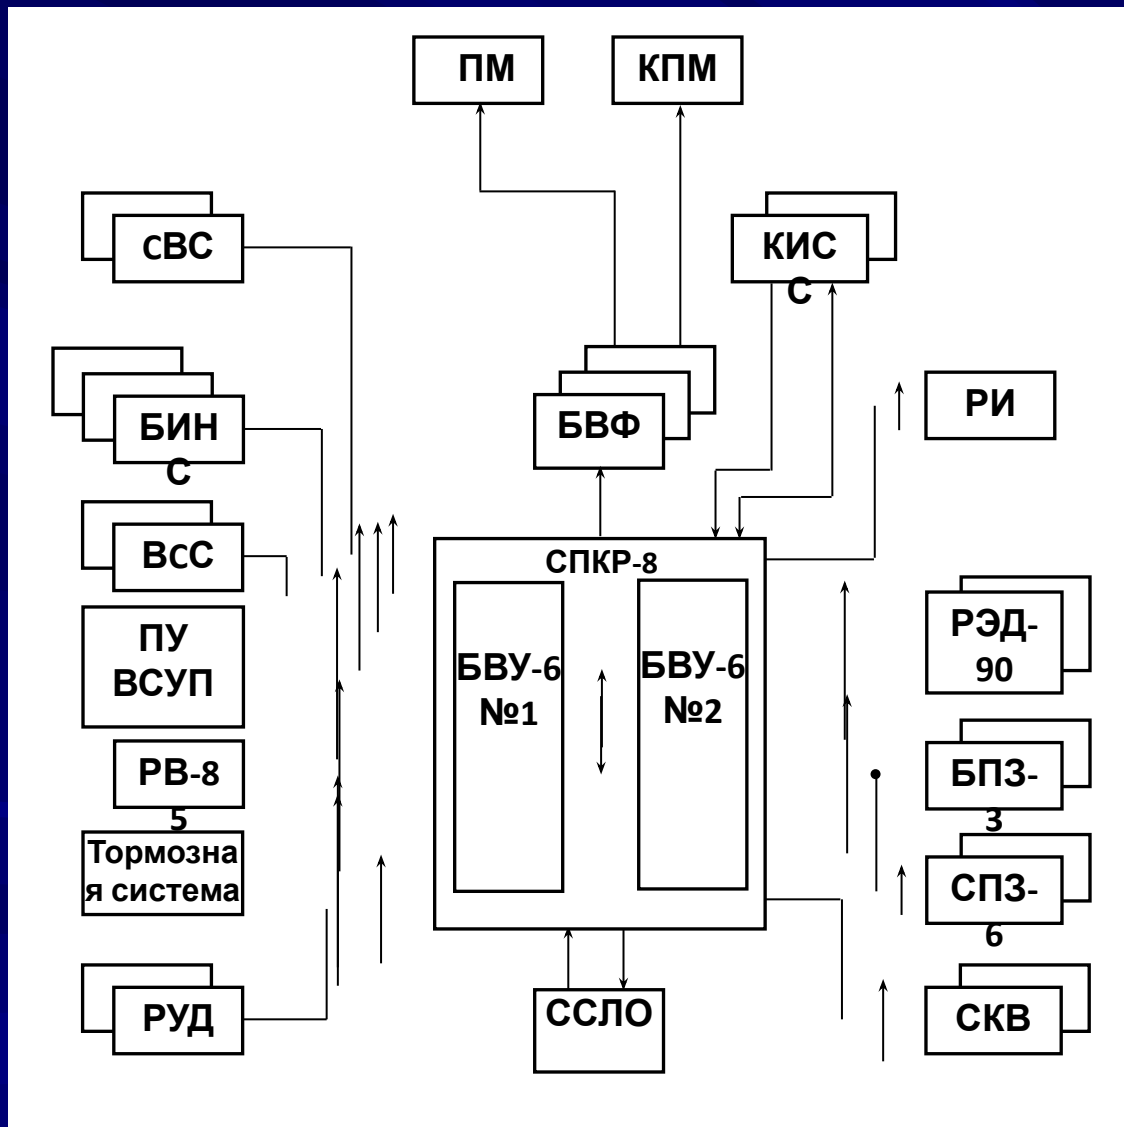 ПМ
КПМ
СВС
КИС
С
БИН
С
БВФ
РИ
ВСС
СПКР-8
ПУ
ВСУП
БВУ-6
№1
БВУ-6
№2
РЭД-
90
РВ-8
5
БПЗ-
3
Тормозна
я система
СПЗ-
6
РУД
ССЛО
СКВ